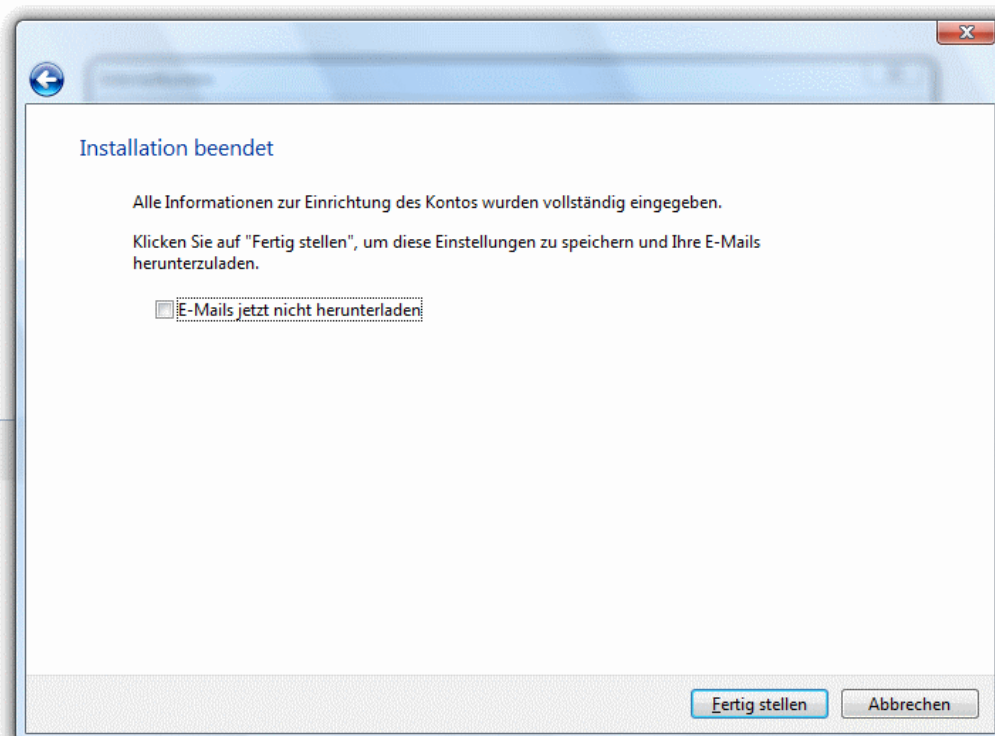 Installation beendet
Alle Informationen zur Einrichtung des Kontos wurden vollständig eingegeben.
Klicken Sie auf "Fertig stellen", um diese Einstellungen zu speichern und Ihre E-Mails
herunterzuladen.
E-Mails jetzt nicht herunterladen
Fertig stellen
Abbrechen